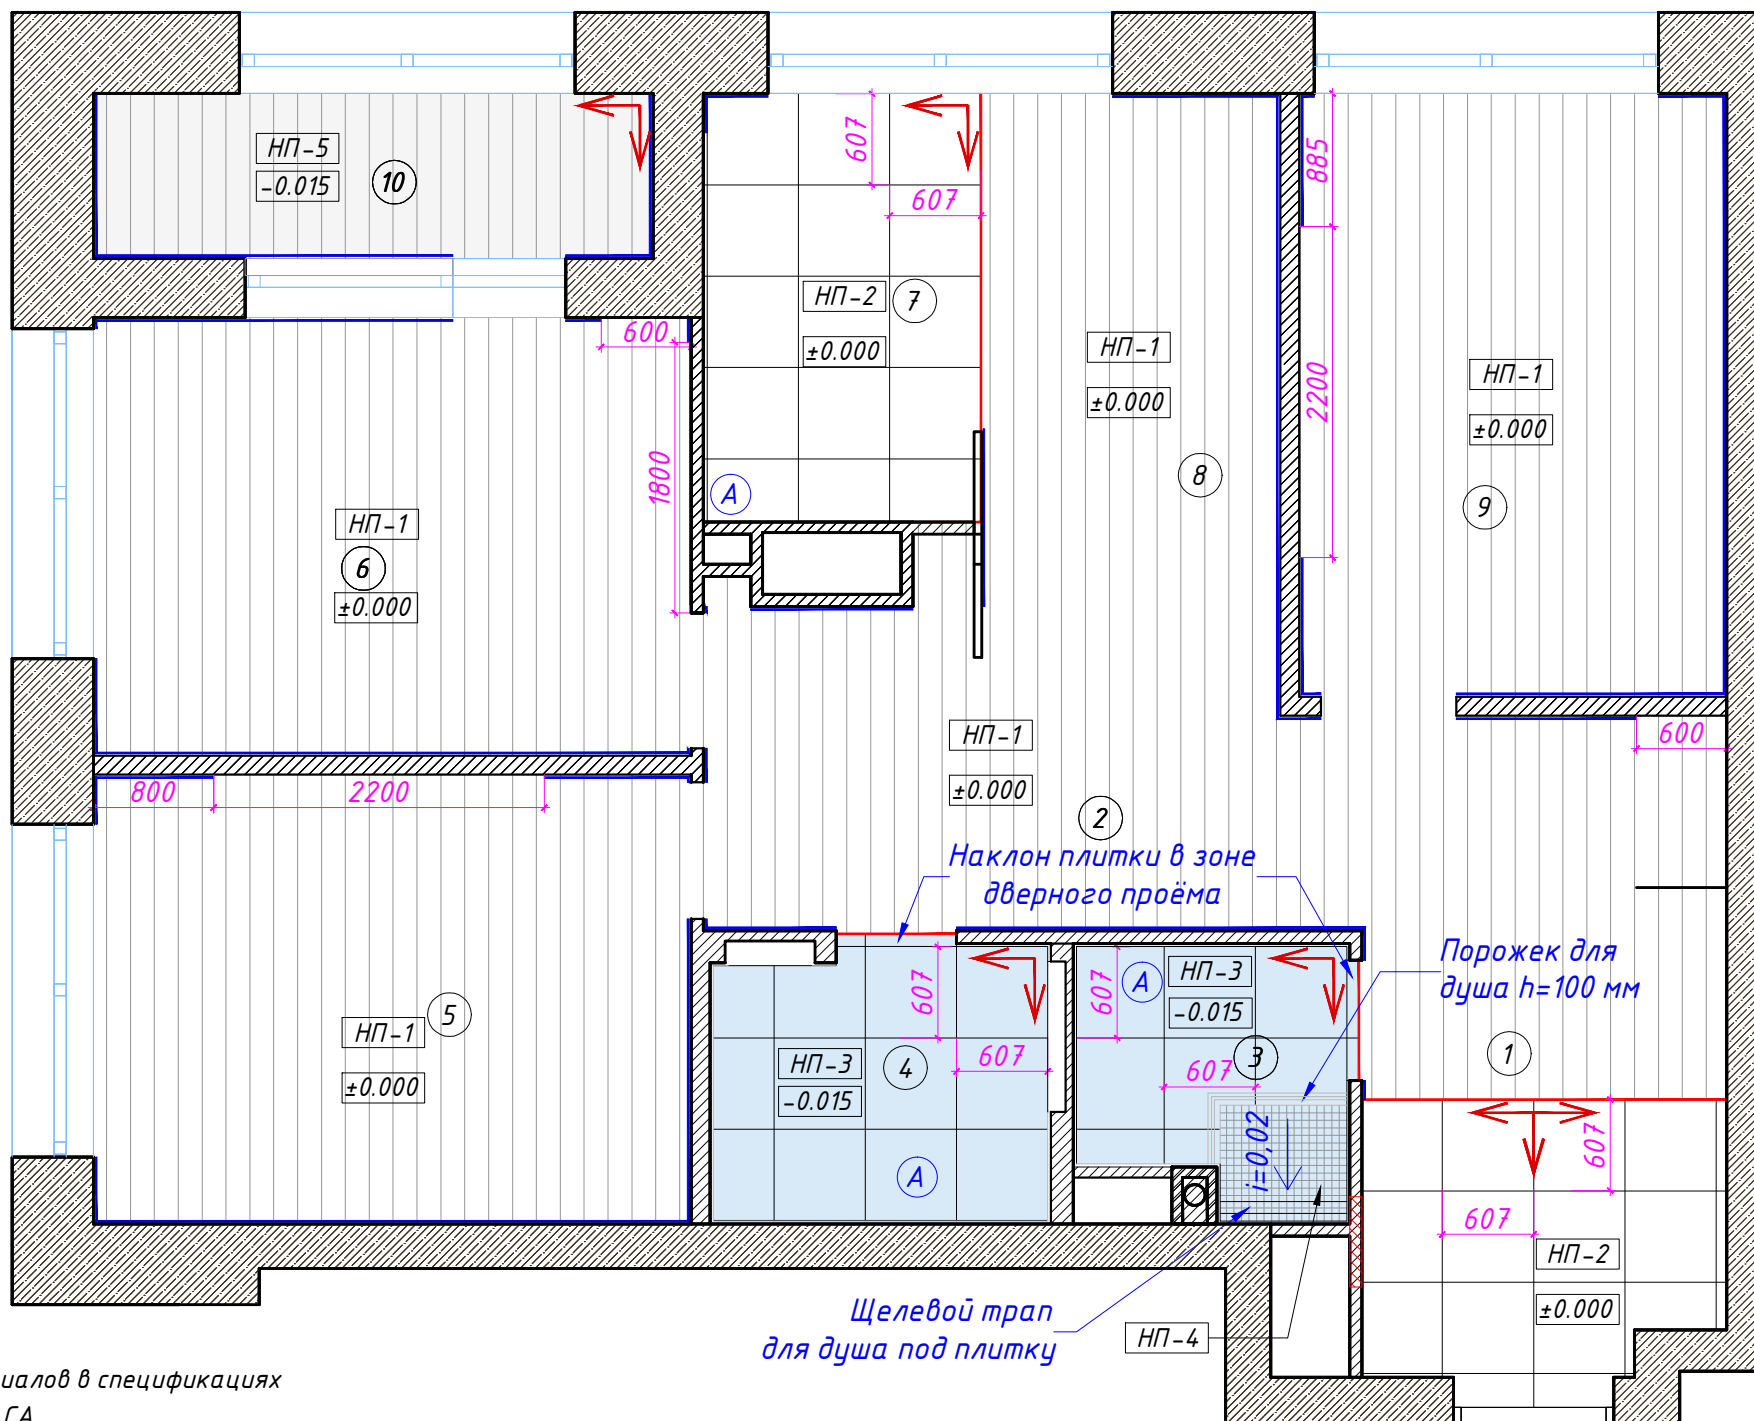 НП-5
-0.015
10
607
607
НП-2
7
±0.000
А
НП-1
±0.000
8
885
2200
НП-1
±0.000
9
600
1800
НП-1
6
±0.000
800
2200
НП-1
±0.000
2
600
Наклон плитки в зоне
дверного проёма
Порожек для
душа h=100 мм
5
НП-1
±0.000
607
607
НП-3
-0.015
4
А
А
НП-3
-0.015
607
607
3
i=0,02
1
607
607
НП-2
±0.000
Щелевой трап
для душа под плитку
НП-4
иалов в спецификациях